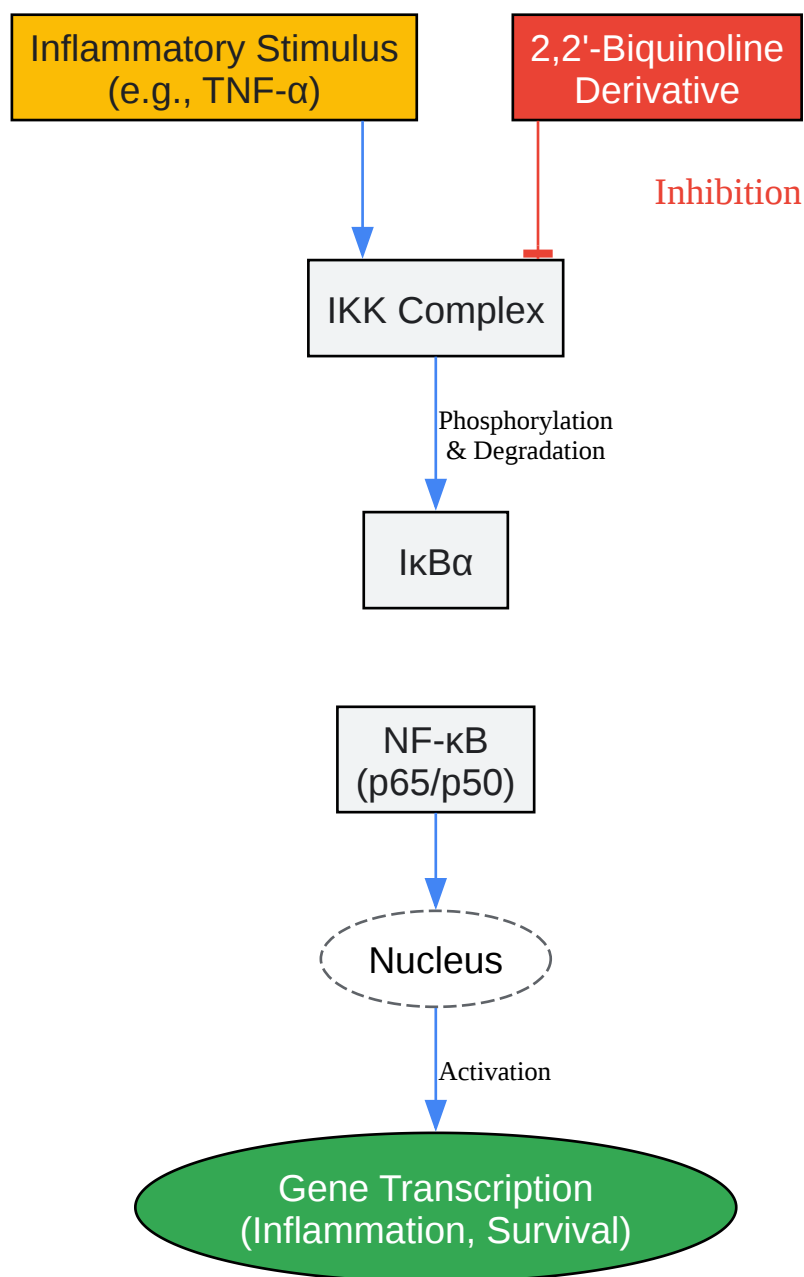 Inflammatory Stimulus
(e.g., TNF-α)
2,2'-Biquinoline
Derivative
Inhibition
IKK Complex
Phosphorylation
& Degradation
IκBα
NF-κB
(p65/p50)
Nucleus
Activation
Gene Transcription
(Inflammation, Survival)